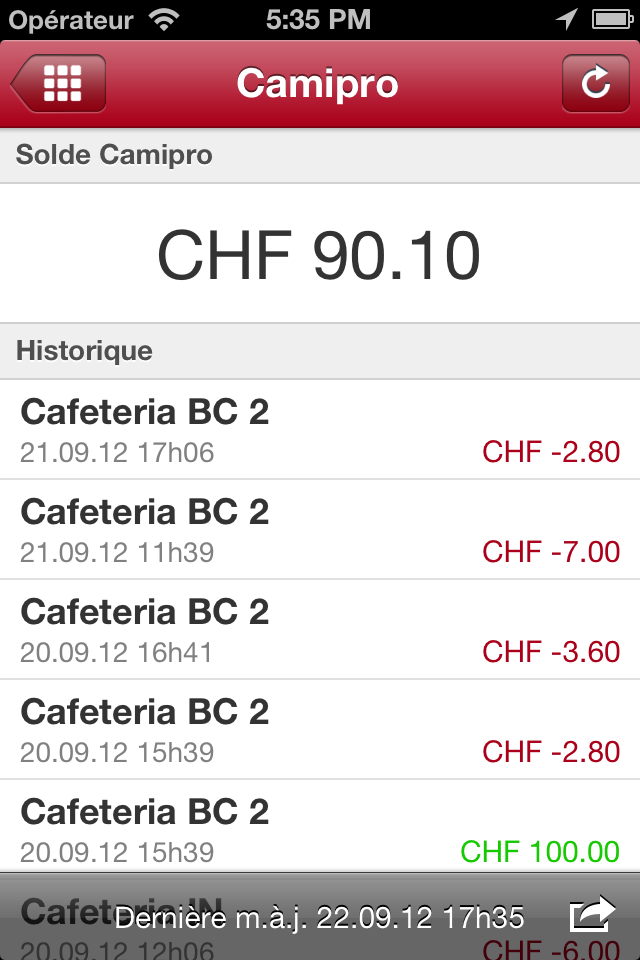 Opérateur 5:35 PM
Camipro
Solde Camipro
CHF 90.10
Historique
Cafeteria BC 2
21.09.12 17h06 CHF -2.80
Cafeteria BC 2
21.09.12 11h39 CHF -7.00
Cafeteria BC 2
20.09.12 16h41 CHF -3.60
Cafeteria BC 2
20.09.12 15h39 CHF -2.80
Cafeteria BC 2
20.09.12 15h39 CHF 100.00
Cafeteria IN
Dernière m.à.j. 22.09.12 17h35
20.09.12 12h06 CHF -6.00